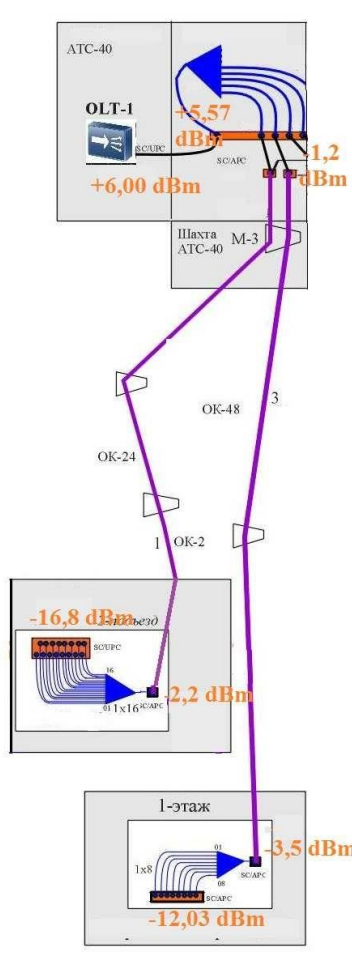 АТС-40
OLT-1
+5,57
dBm
SC/UPC
SC/APC
-1,2
dBm
+6,00 dBm
Шахта
АТС-40
М-3
3
ОК-48
ОК-24
1
ОК-2
-16,8 dBm
SC/UPC
16
01
1x16
SC/APC
-2,2 dBm
1-этаж
-3,5 dBm
01
1x8
08
SC/APC
SC/APC
-12,03 dBm